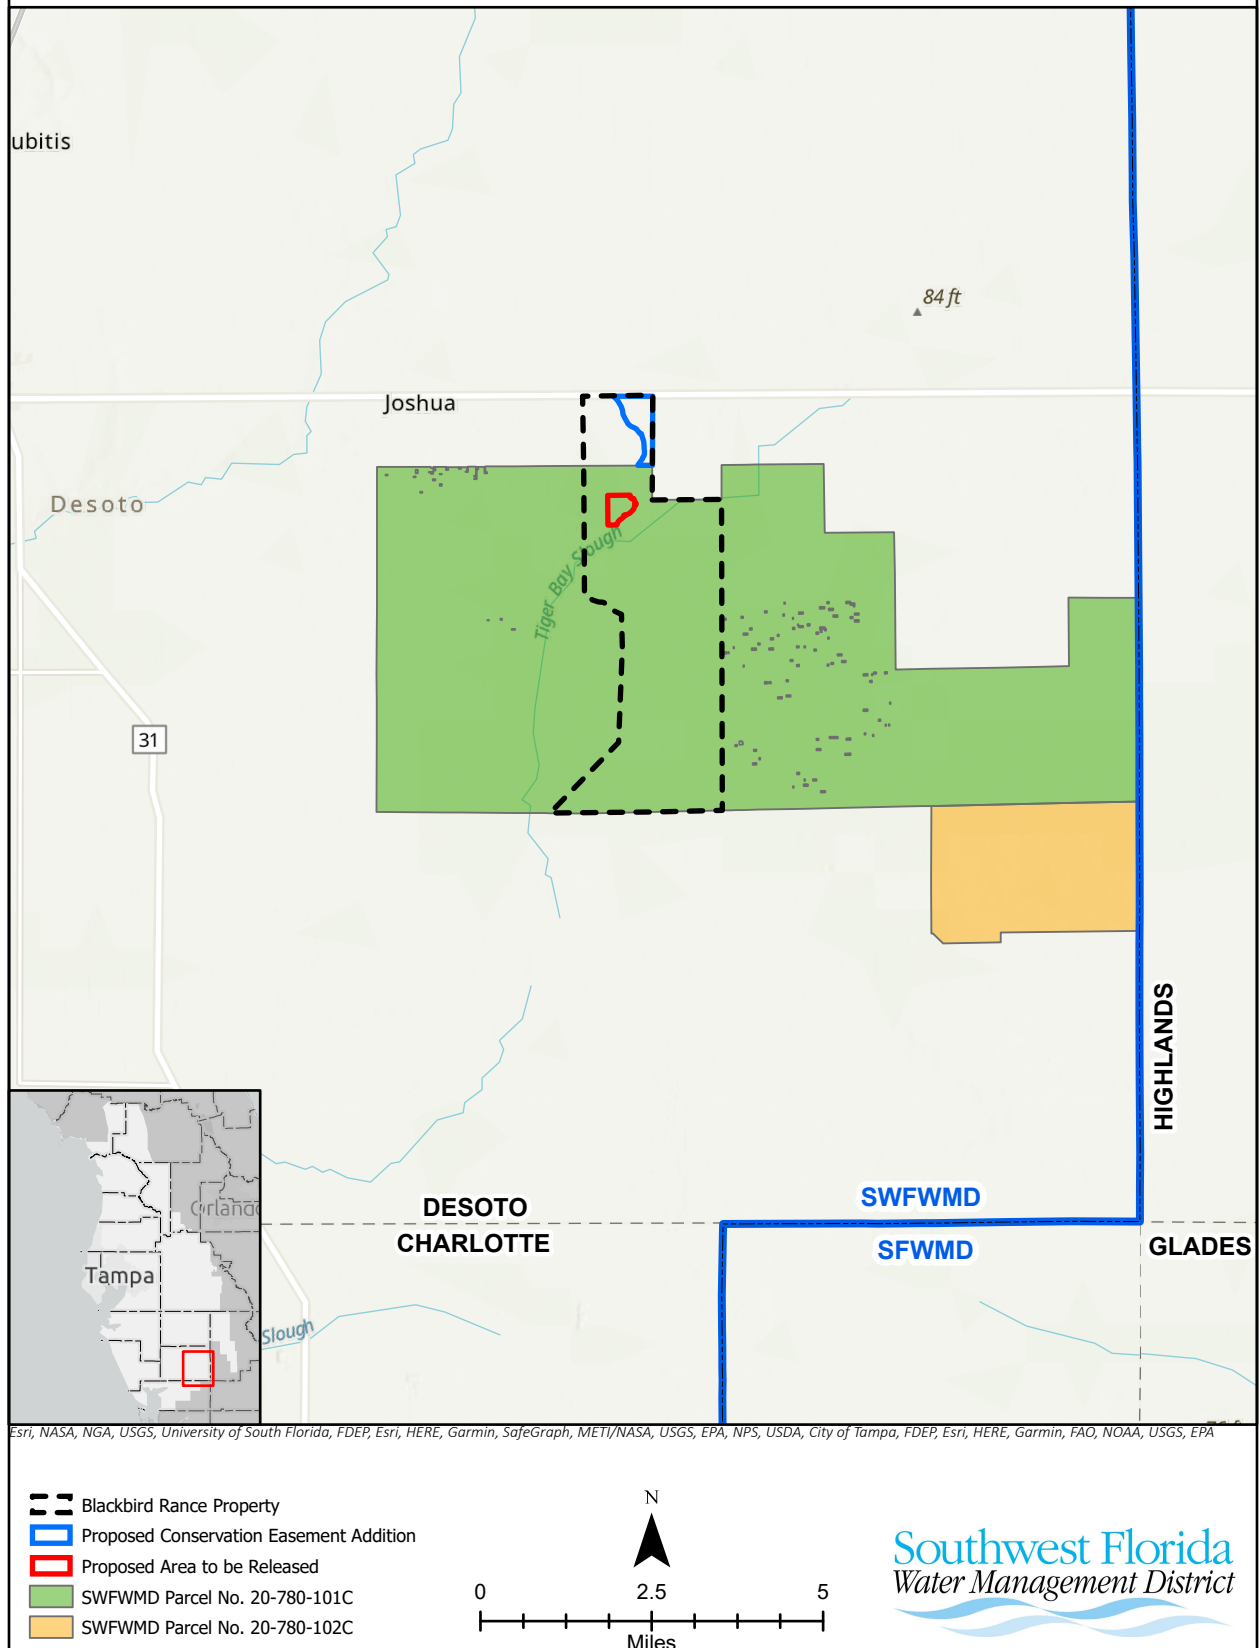 ubitis
84 ft
Joshua
Desoto
Tiger Bay Slough
31
HIGHLANDS
Orlando
DESOTO
SWFWMD
CHARLOTTE
SFWMD
GLADES
Tampa
Slough
Esri, NASA, NGA, USGS, University of South Florida, FDEP, Esri, HERE, Garmin, SafeGraph, METI/NASA, USGS, EPA, NPS, USDA, City of Tampa, FDEP, Esri, HERE, Garmin, FAO, NOAA, USGS, EPA
Blackbird Rance Property
Proposed Conservation Easement Addition
Proposed Area to be Released
SWFWMD Parcel No. 20-780-101C
SWFWMD Parcel No. 20-780-102C
N
0 2.5 5
Miles
Southwest Florida
Water Management District